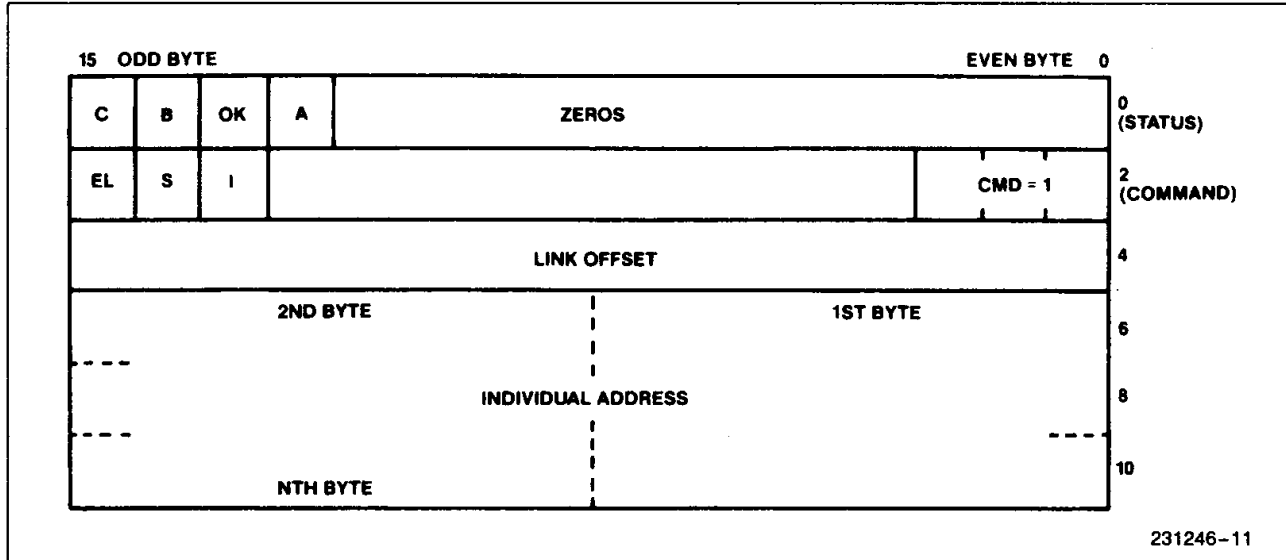 15 ODD BYTE EVEN BYTE 0
C B OK A ZEROS 0
(STATUS)
EL S I CMD = 1 2
(COMMAND)
LINK OFFSET 4
2ND BYTE 1ST BYTE 6
INDIVIDUAL ADDRESS 8
NTH BYTE 10
231246-11